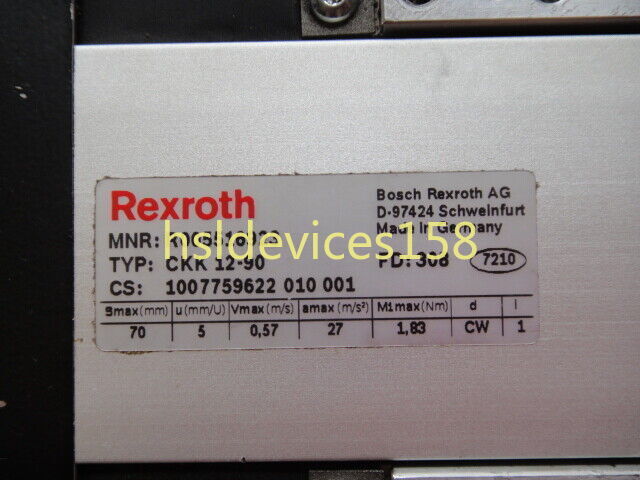 Rexroth
Bosch Rexroth AG
D-97424 Schweinfurt
Made in Germany
MNR:
hsldevices158
TYP: CKK 12-90
FD: 308
7210
CS: 1007759622 010 001
smax(mm) u(mm/U) Vmax(m/s) amax(m/s²) M1max(Nm) d i
70 5 0,57 27 1,83 CW 1